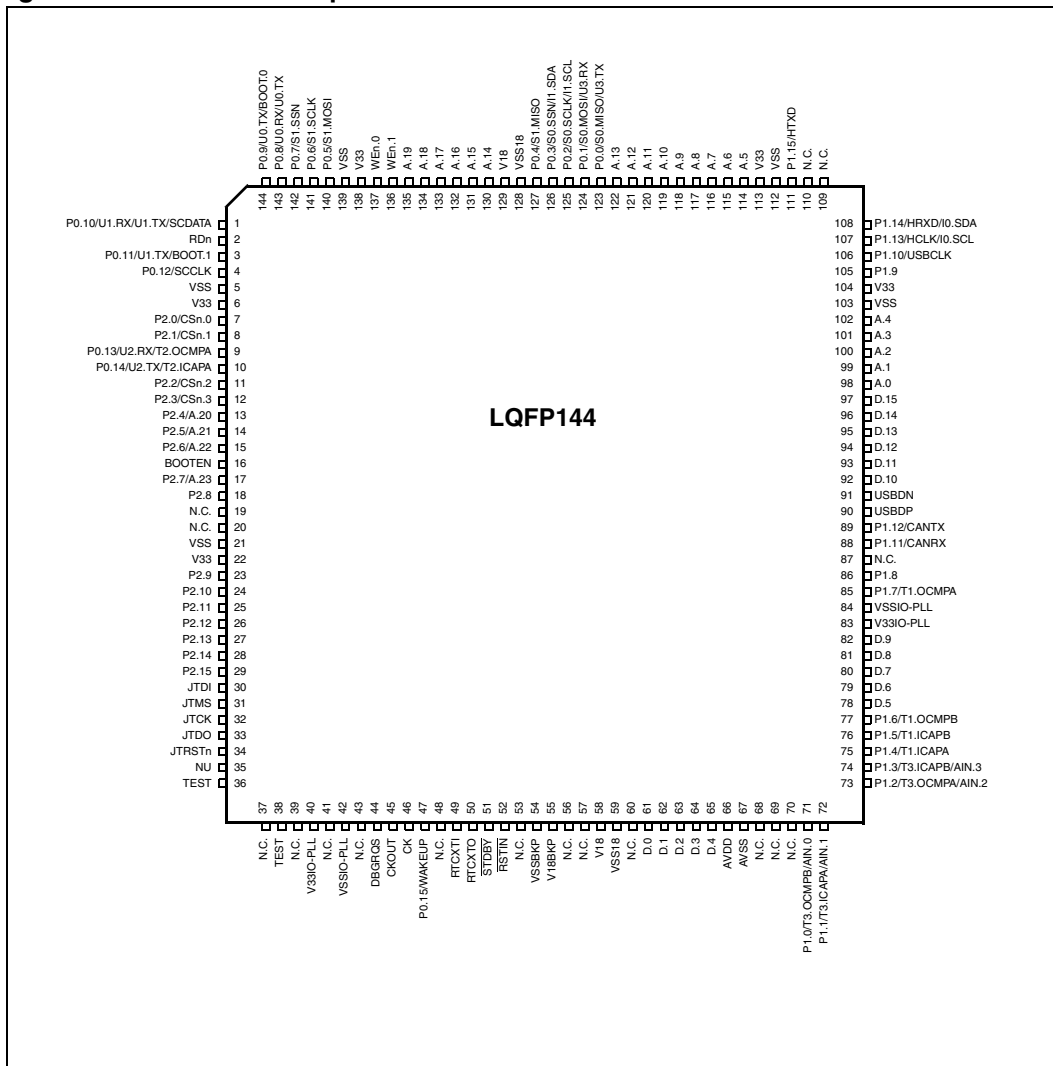 P0.9/U0.TX/BOOT.0
P0.8/U0.RX/U0.TX
P0.7/S1.SSN
P0.6/S1.SCLK
P0.5/S1.MOSI
VSS
V33
WEn.0
WEn.1
A.19
A.18
A.17
A.16
A.15
A.14
V18
VSS18
P0.4/S1.MISO
P0.3/S0.SSN/I1.SDA
P0.2/S0.SCLK/I1.SCL
P0.1/S0.MOSI/U3.RX
P0.0/S0.MISO/U3.TX
A.13
A.12
A.11
A.10
A.9
A.8
A.7
A.6
A.5
V33
VSS
P1.15/HTXD
N.C.
N.C.
144
143
142
141
140
139
138
137
136
135
134
133
132
131
130
129
128
127
126
125
124
123
122
121
120
119
118
117
116
115
114
113
112
111
110
109
P0.10/U1.RX/U1.TX/SCDATA 1
RDn 2
P0.11/U1.TX/BOOT.1 3
P0.12/SCCLK 4
VSS 5
V33 6
P2.0/CSn.0 7
P2.1/CSn.1 8
P0.13/U2.RX/T2.OCMPA 9
P0.14/U2.TX/T2.ICAPA 10
P2.2/CSn.2 11
P2.3/CSn.3 12
P2.4/A.20 13
P2.5/A.21 14
P2.6/A.22 15
BOOTEN 16
P2.7/A.23 17
P2.8 18
N.C. 19
N.C. 20
VSS 21
V33 22
P2.9 23
P2.10 24
P2.11 25
P2.12 26
P2.13 27
P2.14 28
P2.15 29
JTDI 30
JTMS 31
JTCK 32
JTDO 33
JTRSTn 34
NU 35
TEST 36
LQFP144
108 P1.14/HRXD/I0.SDA
107 P1.13/HCLK/I0.SCL
106 P1.10/USBCLK
105 P1.9
104 V33
103 VSS
102 A.4
101 A.3
100 A.2
99 A.1
98 A.0
97 D.15
96 D.14
95 D.13
94 D.12
93 D.11
92 D.10
91 USBDN
90 USBDP
89 P1.12/CANTX
88 P1.11/CANRX
87 N.C.
86 P1.8
85 P1.7/T1.OCMPA
84 VSSIO-PLL
83 V33IO-PLL
82 D.9
81 D.8
80 D.7
79 D.6
78 D.5
77 P1.6/T1.OCMPB
76 P1.5/T1.ICAPB
75 P1.4/T1.ICAPA
74 P1.3/T3.ICAPB/AIN.3
73 P1.2/T3.OCMPA/AIN.2
37
38
39
40
41
42
43
44
45
46
47
48
49
50
51
52
53
54
55
56
57
58
59
60
61
62
63
64
65
66
67
68
69
70
71
72
N.C.
TEST
N.C.
V33IO-PLL
N.C.
VSSIO-PLL
N.C.
DBGRQS
CKOUT
CK
P0.15/WAKEUP
N.C.
RTCXTI
RTCXTO
STDBY
RSTIN
N.C.
VSSBKP
V18BKP
N.C.
N.C.
V18
VSS18
N.C.
D.0
D.1
D.2
D.3
D.4
AVDD
AVSS
N.C.
N.C.
N.C.
P1.0/T3.OCMPB/AIN.0
P1.1/T3.ICAPA/AIN.1